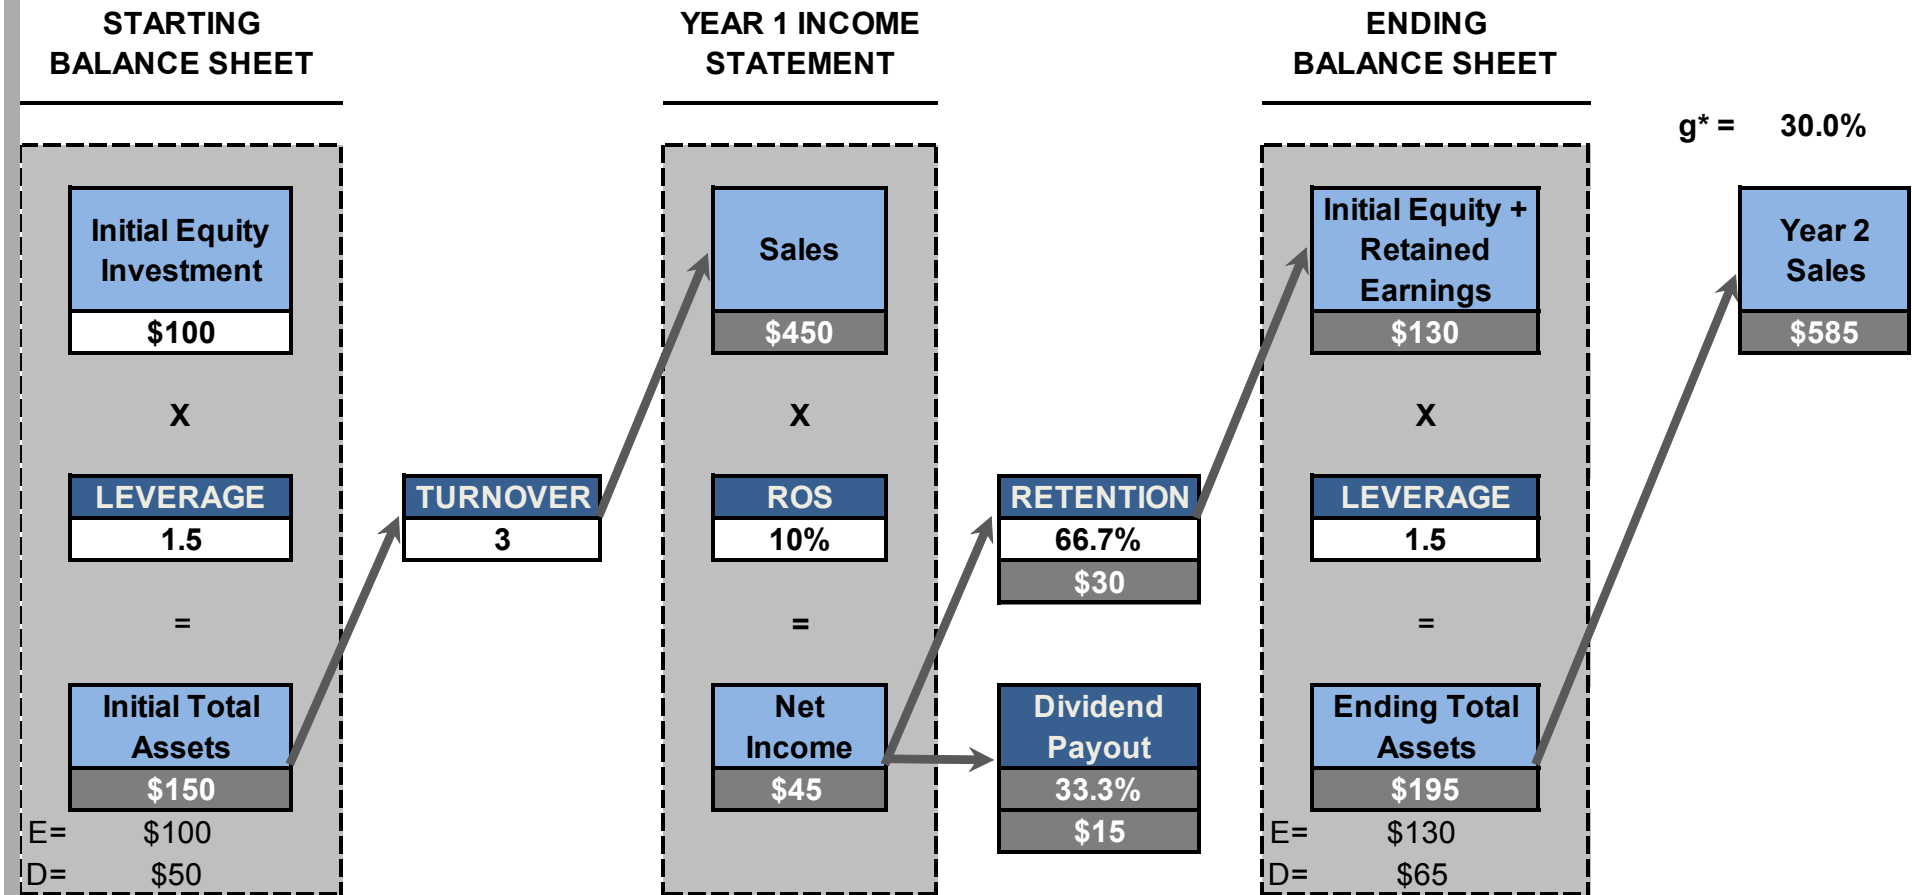 STARTING
BALANCE SHEET
YEAR 1 INCOME
STATEMENT
ENDING
BALANCE SHEET
g* = 30.0%
Initial Equity
Investment
$100
X
LEVERAGE
1.5
=
Initial Total
Assets
$150
E= $100
D= $50
TURNOVER
3
Sales
$450
X
ROS
10%
=
Net
Income
$45
RETENTION
66.7%
$30
Dividend
Payout
33.3%
$15
Initial Equity +
Retained
Earnings
$130
X
LEVERAGE
1.5
=
Ending Total
Assets
$195
E= $130
D= $65
Year 2
Sales
$585